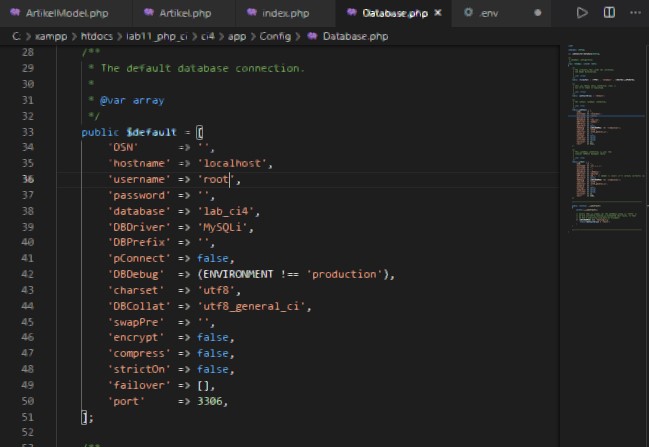 ArtikelModel.php
Artikel.php
index.php
Database.php
.env
C: > xampp > htdocs > lab11_php_ci > ci4 > app > Config > Database.php
28 /**
29 * The default database connection.
30 *
31 * @var array
32 */
33 public $default = [
34 'DSN' => '',
35 'hostname' => 'localhost',
36 'username' => 'root',
37 'password' => '',
38 'database' => 'lab_ci4',
39 'DBDriver' => 'MySQLi',
40 'DBPrefix' => '',
41 'pConnect' => false,
42 'DBDebug' => (ENVIRONMENT !== 'production'),
43 'charset' => 'utf8',
44 'DBCollat' => 'utf8_general_ci',
45 'swapPre' => '',
46 'encrypt' => false,
47 'compress' => false,
48 'strictOn' => false,
49 'failover' => [],
50 'port' => 3306,
51 ];
52
53 /**